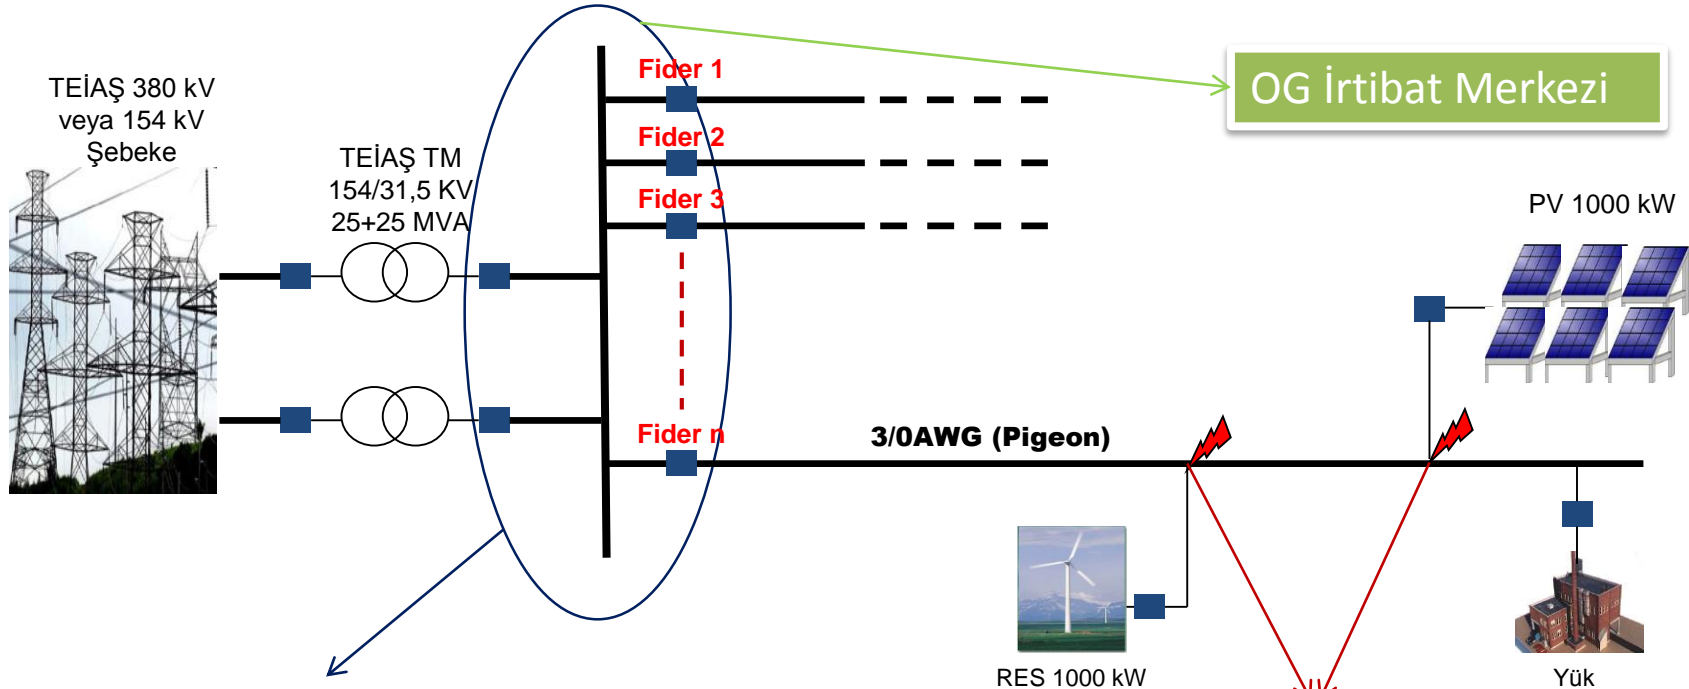 TEİAŞ 380 kV
veya 154 kV
Şebeke
TEİAŞ TM
154/31,5 KV
25+25 MVA
Fider 1
Fider 2
Fider 3
Fider n
OG İrtibat Merkezi
PV 1000 kW
3/0AWG (Pigeon)
RES 1000 kW
Yük